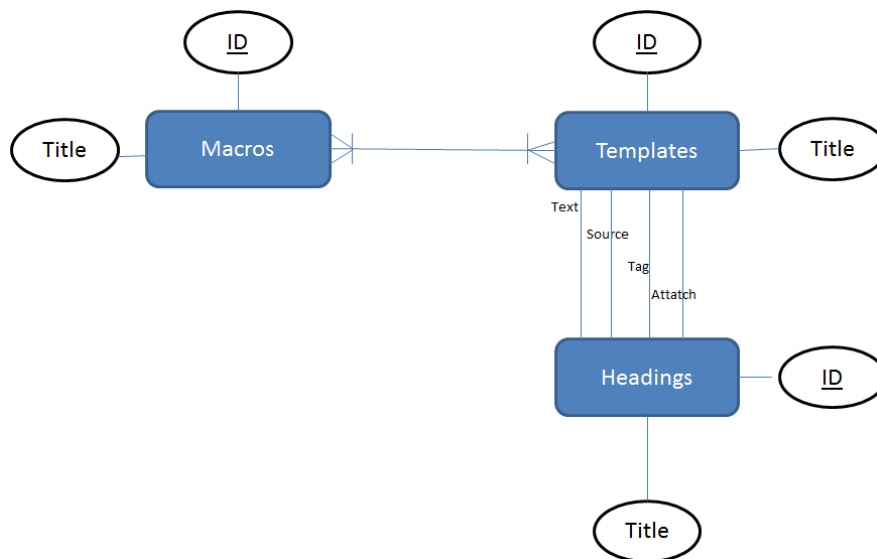 ID
ID
Title
Macros
Templates
Title
Text
Source
Tag
Attatch
Headings
ID
Title